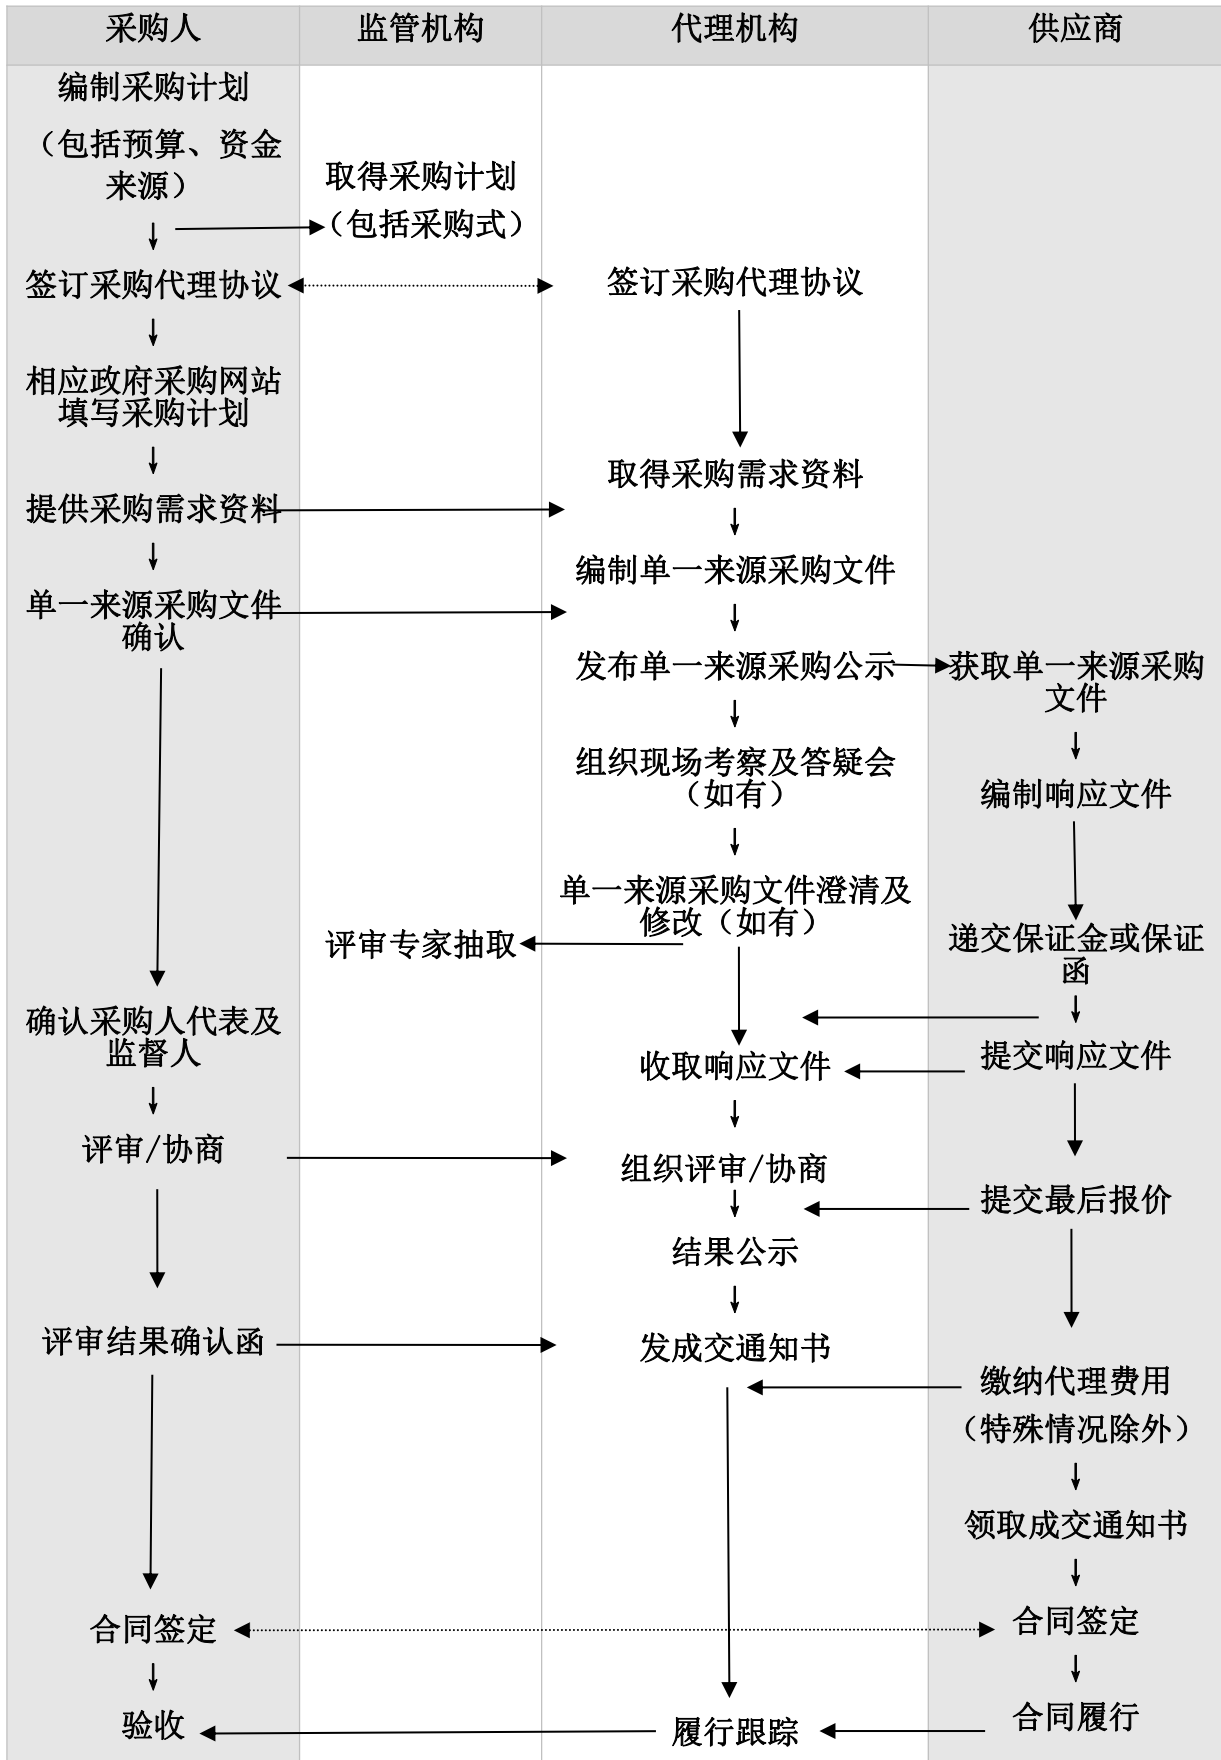 采购人
监管机构
代理机构
供应商
编制采购计划
（包括预算、资金
来源）
签订采购代理协议
相应政府采购网站
填写采购计划
提供采购需求资料
单一来源采购文件
确认
确认采购人代表及
监督人
评审/协商
评审结果确认函
合同签定
验收
取得采购计划
（包括采购式）
评审专家抽取
签订采购代理协议
取得采购需求资料
编制单一来源采购文件
发布单一来源采购公示
组织现场考察及答疑会
（如有）
单一来源采购文件澄清及
修改（如有）
收取响应文件
组织评审/协商
结果公示
发成交通知书
履行跟踪
获取单一来源采购
文件
编制响应文件
递交保证金或保证
函
提交响应文件
提交最后报价
缴纳代理费用
（特殊情况除外）
领取成交通知书
合同签定
合同履行